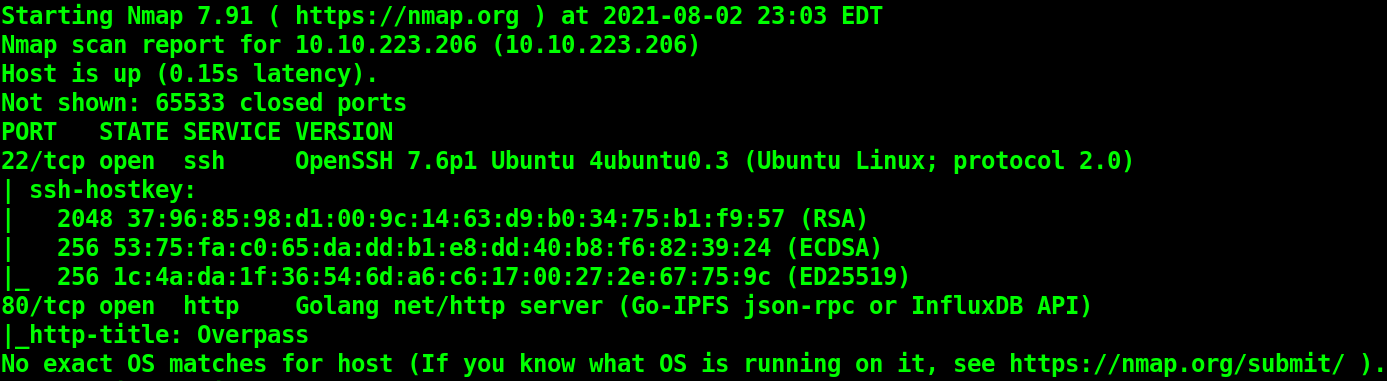 Starting Nmap 7.91 ( https://nmap.org ) at 2021-08-02 23:03 EDT
Nmap scan report for 10.10.223.206 (10.10.223.206)
Host is up (0.15s latency).
Not shown: 65533 closed ports
PORT   STATE SERVICE VERSION
22/tcp open  ssh     OpenSSH 7.6p1 Ubuntu 4ubuntu0.3 (Ubuntu Linux; protocol 2.0)
| ssh-hostkey:
|   2048 37:96:85:98:d1:00:9c:14:63:d9:b0:34:75:b1:f9:57 (RSA)
|   256 53:75:fa:c0:65:da:dd:b1:e8:dd:40:b8:f6:82:39:24 (ECDSA)
|_  256 1c:4a:da:1f:36:54:6d:a6:c6:17:00:27:2e:67:75:9c (ED25519)
80/tcp open  http    Golang net/http server (Go-IPFS json-rpc or InfluxDB API)
|_http-title: Overpass
No exact OS matches for host (If you know what OS is running on it, see https://nmap.org/submit/ ).